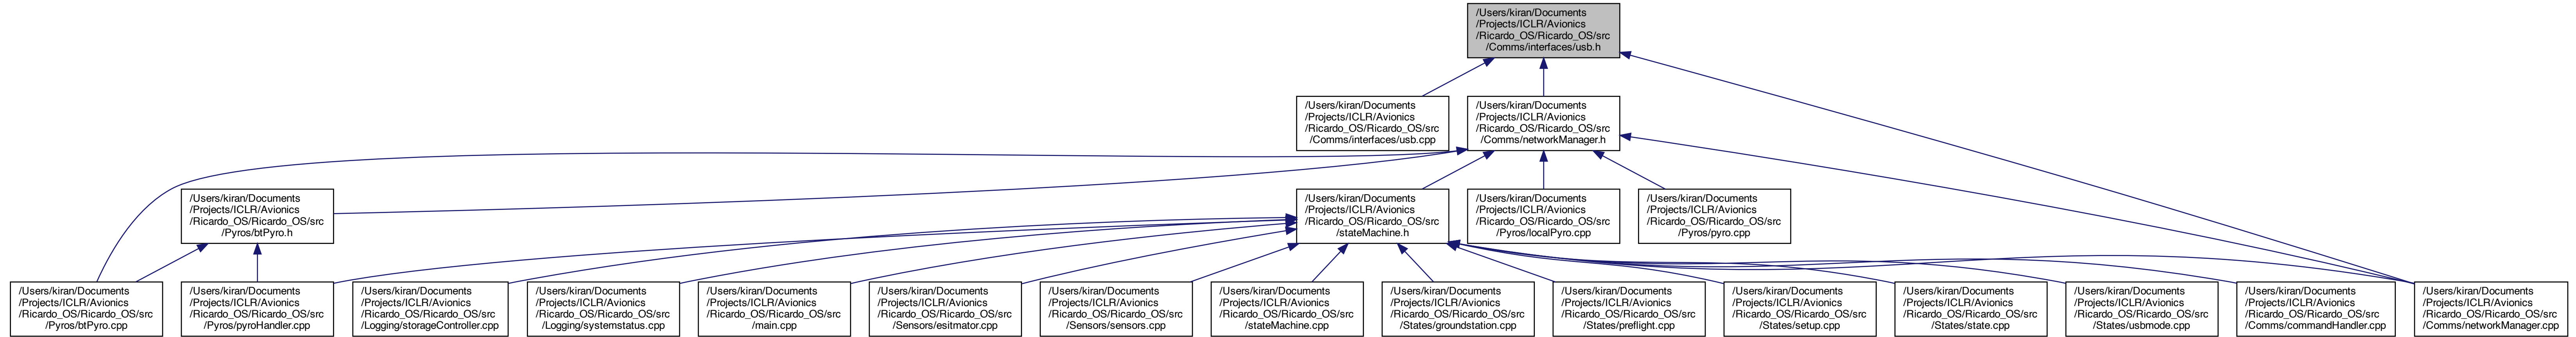 /Users/kiran/Documents
/Projects/ICLR/Avionics
/Ricardo_OS/Ricardo_OS/src
/Comms/interfaces/usb.h
/Users/kiran/Documents
/Projects/ICLR/Avionics
/Ricardo_OS/Ricardo_OS/src
/Comms/interfaces/usb.cpp
/Users/kiran/Documents
/Projects/ICLR/Avionics
/Ricardo_OS/Ricardo_OS/src
/Comms/networkManager.h
/Users/kiran/Documents
/Projects/ICLR/Avionics
/Ricardo_OS/Ricardo_OS/src
/Pyros/btPyro.h
/Users/kiran/Documents
/Projects/ICLR/Avionics
/Ricardo_OS/Ricardo_OS/src
/stateMachine.h
/Users/kiran/Documents
/Projects/ICLR/Avionics
/Ricardo_OS/Ricardo_OS/src
/Pyros/localPyro.cpp
/Users/kiran/Documents
/Projects/ICLR/Avionics
/Ricardo_OS/Ricardo_OS/src
/Pyros/pyro.cpp
/Users/kiran/Documents
/Projects/ICLR/Avionics
/Ricardo_OS/Ricardo_OS/src
/Pyros/btPyro.cpp
/Users/kiran/Documents
/Projects/ICLR/Avionics
/Ricardo_OS/Ricardo_OS/src
/Pyros/pyroHandler.cpp
/Users/kiran/Documents
/Projects/ICLR/Avionics
/Ricardo_OS/Ricardo_OS/src
/Logging/storageController.cpp
/Users/kiran/Documents
/Projects/ICLR/Avionics
/Ricardo_OS/Ricardo_OS/src
/Logging/systemstatus.cpp
/Users/kiran/Documents
/Projects/ICLR/Avionics
/Ricardo_OS/Ricardo_OS/src
/main.cpp
/Users/kiran/Documents
/Projects/ICLR/Avionics
/Ricardo_OS/Ricardo_OS/src
/Sensors/esitmator.cpp
/Users/kiran/Documents
/Projects/ICLR/Avionics
/Ricardo_OS/Ricardo_OS/src
/Sensors/sensors.cpp
/Users/kiran/Documents
/Projects/ICLR/Avionics
/Ricardo_OS/Ricardo_OS/src
/stateMachine.cpp
/Users/kiran/Documents
/Projects/ICLR/Avionics
/Ricardo_OS/Ricardo_OS/src
/States/groundstation.cpp
/Users/kiran/Documents
/Projects/ICLR/Avionics
/Ricardo_OS/Ricardo_OS/src
/States/preflight.cpp
/Users/kiran/Documents
/Projects/ICLR/Avionics
/Ricardo_OS/Ricardo_OS/src
/States/setup.cpp
/Users/kiran/Documents
/Projects/ICLR/Avionics
/Ricardo_OS/Ricardo_OS/src
/States/state.cpp
/Users/kiran/Documents
/Projects/ICLR/Avionics
/Ricardo_OS/Ricardo_OS/src
/States/usbmode.cpp
/Users/kiran/Documents
/Projects/ICLR/Avionics
/Ricardo_OS/Ricardo_OS/src
/Comms/commandHandler.cpp
/Users/kiran/Documents
/Projects/ICLR/Avionics
/Ricardo_OS/Ricardo_OS/src
/Comms/networkManager.cpp